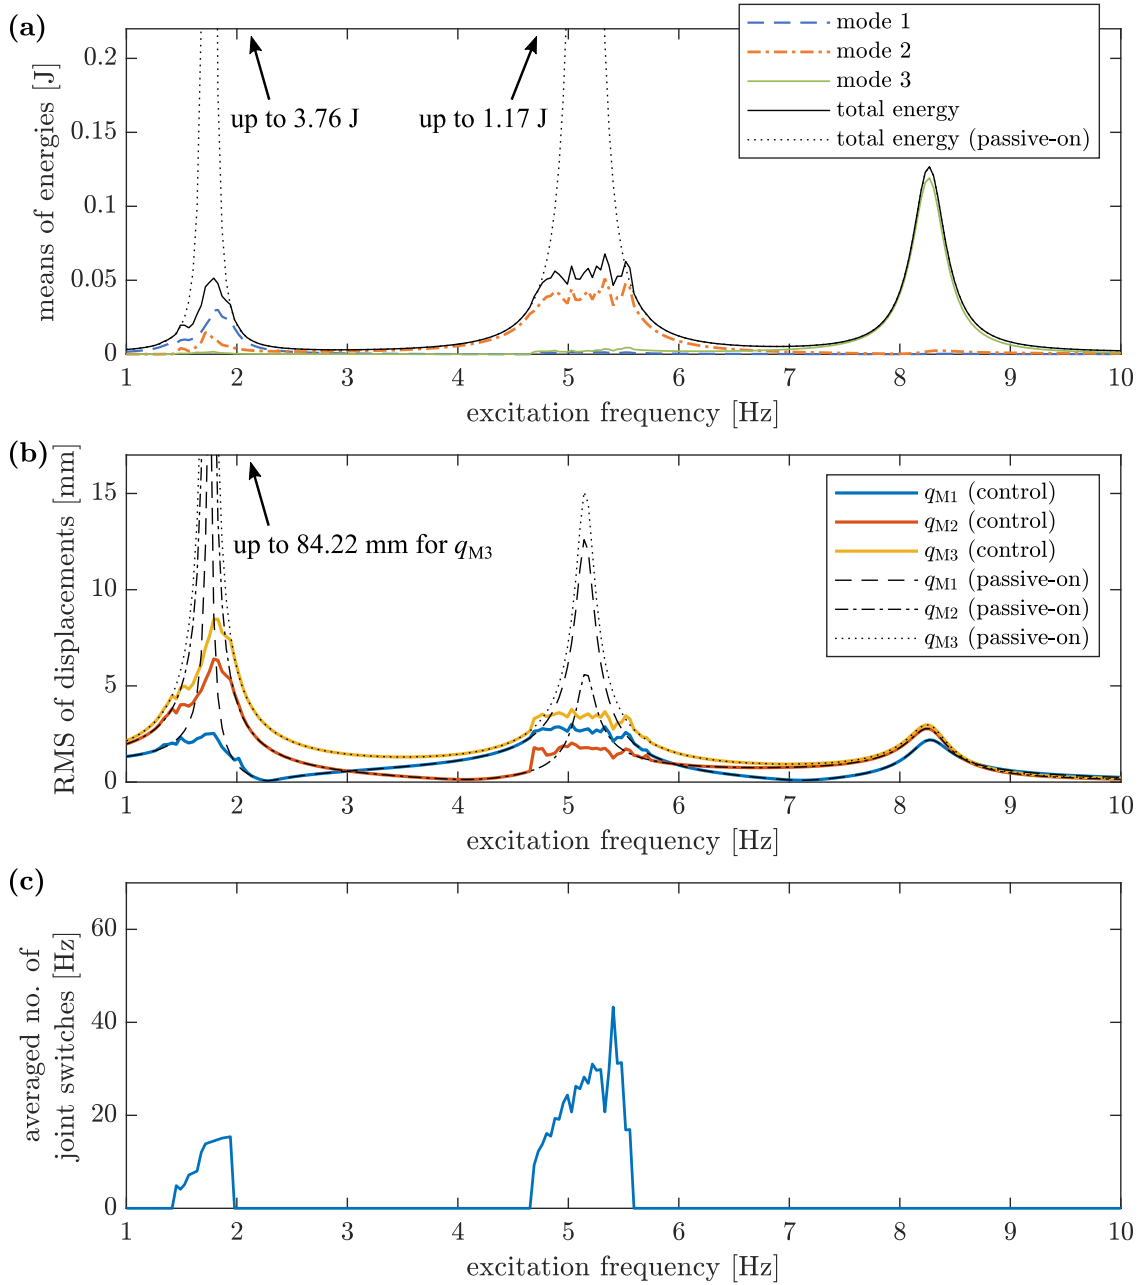 (a)
means of energies [J]
0.2
0.15
0.1
0.05
0
up to 3.76 J
up to 1.17 J
mode 1
mode 2
mode 3
total energy
total energy (passive-on)
1 2 3 4 5 6 7 8 9 10
excitation frequency [Hz]
(b)
RMS of displacements [mm]
15
10
5
0
up to 84.22 mm for qM3
qM1 (control)
qM2 (control)
qM3 (control)
qM1 (passive-on)
qM2 (passive-on)
qM3 (passive-on)
1 2 3 4 5 6 7 8 9 10
excitation frequency [Hz]
(c)
averaged no. of
joint switches [Hz]
60
40
20
0
1 2 3 4 5 6 7 8 9 10
excitation frequency [Hz]